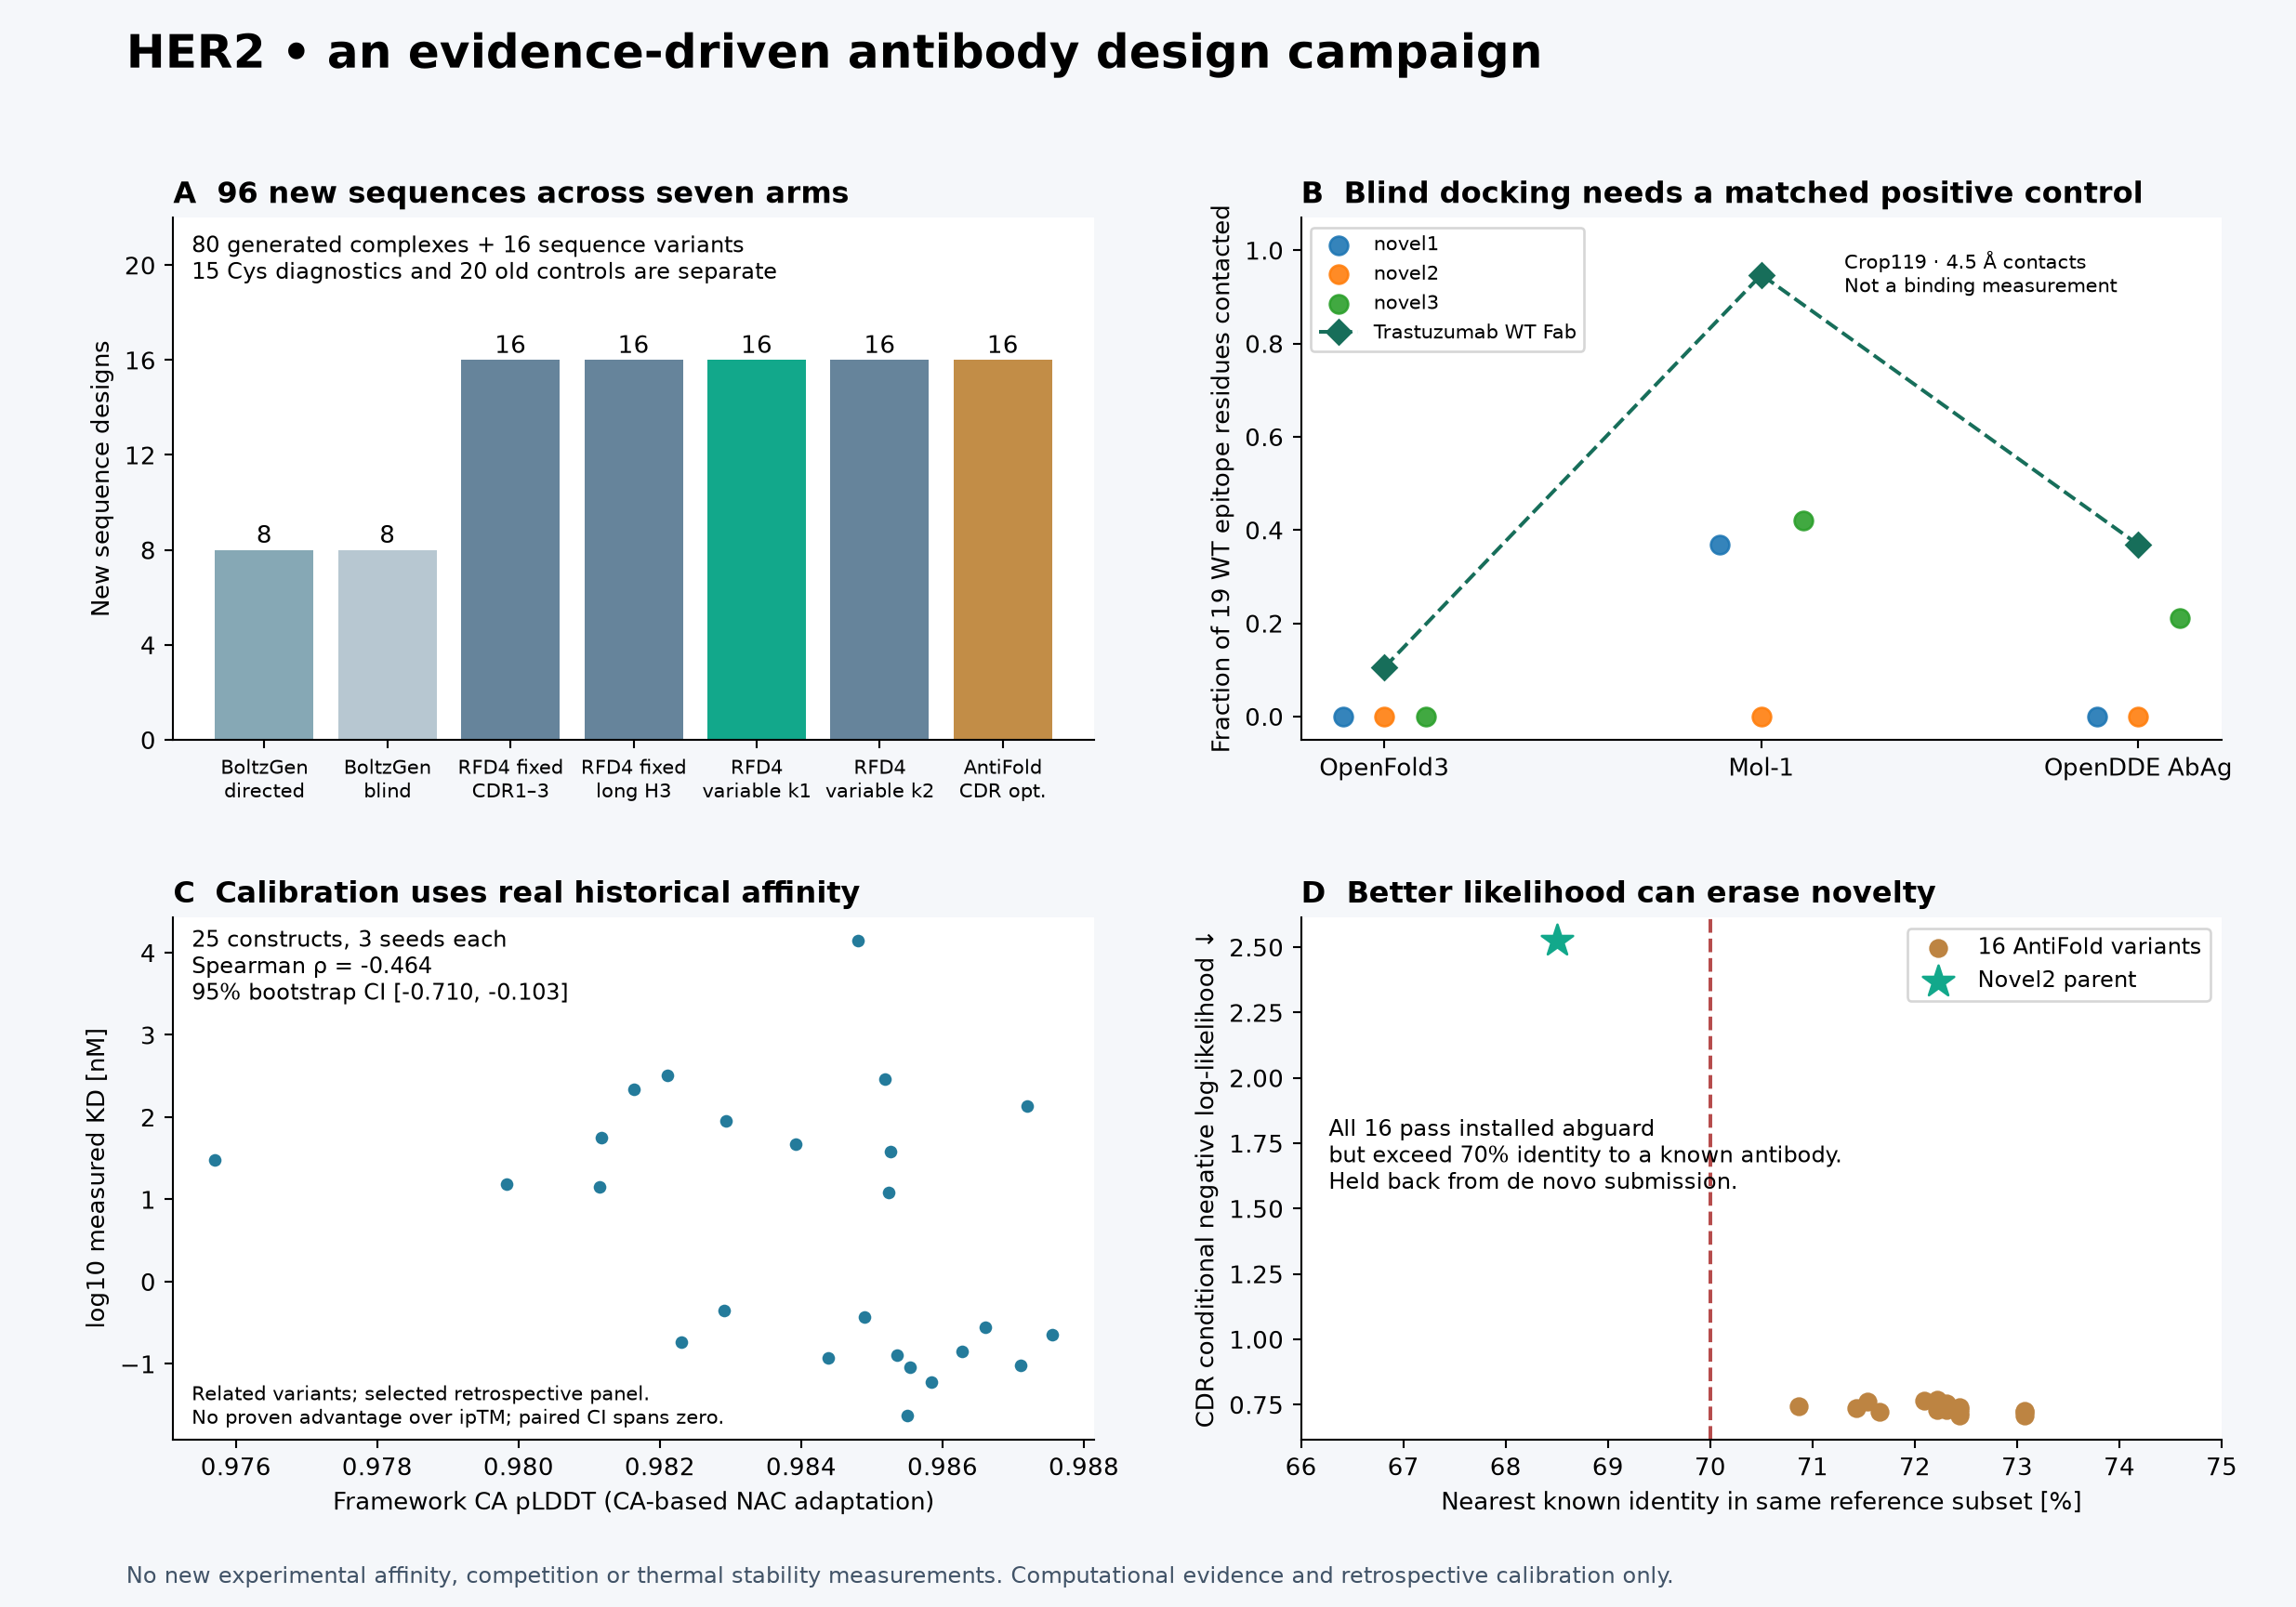 HER2 • an evidence-driven antibody design campaign
A  96 new sequences across seven arms
80 generated complexes + 16 sequence variants
15 Cys diagnostics and 20 old controls are separate
New sequence designs
20
16
12
8
4
0
8
8
16
16
16
16
16
BoltzGen
directed
BoltzGen
blind
RFD4 fixed
CDR1–3
RFD4 fixed
long H3
RFD4
variable k1
RFD4
variable k2
AntiFold
CDR opt.
B  Blind docking needs a matched positive control
novel1
novel2
novel3
Trastuzumab WT Fab
Crop119 · 4.5 Å contacts
Not a binding measurement
Fraction of 19 WT epitope residues contacted
1.0
0.8
0.6
0.4
0.2
0.0
OpenFold3
Mol-1
OpenDDE AbAg
C  Calibration uses real historical affinity
25 constructs, 3 seeds each
Spearman ρ = -0.464
95% bootstrap CI [-0.710, -0.103]
log10 measured KD [nM]
4
3
2
1
0
−1
Related variants; selected retrospective panel.
No proven advantage over ipTM; paired CI spans zero.
0.976
0.978
0.980
0.982
0.984
0.986
0.988
Framework CA pLDDT (CA-based NAC adaptation)
D  Better likelihood can erase novelty
16 AntiFold variants
Novel2 parent
CDR conditional negative log-likelihood ↓
2.50
2.25
2.00
1.75
1.50
1.25
1.00
0.75
All 16 pass installed abguard
but exceed 70% identity to a known antibody.
Held back from de novo submission.
66
67
68
69
70
71
72
73
74
75
Nearest known identity in same reference subset [%]
No new experimental affinity, competition or thermal stability measurements. Computational evidence and retrospective calibration only.